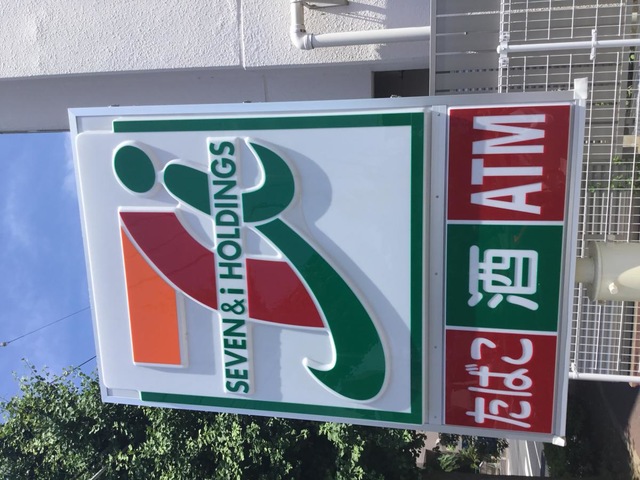 SEVEN & i HOLDINGS
たばこ 酒 ATM